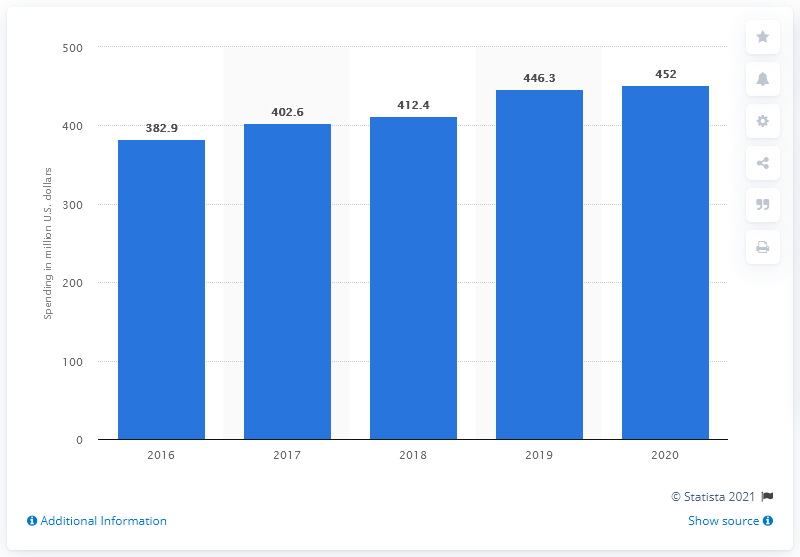 500
400
300
200
100
0
Spending in million U.S. dollars
382.9
402.6
412.4
446.3
452
2016 2017 2018 2019 2020
© Statista 2021
Additional Information
Show source